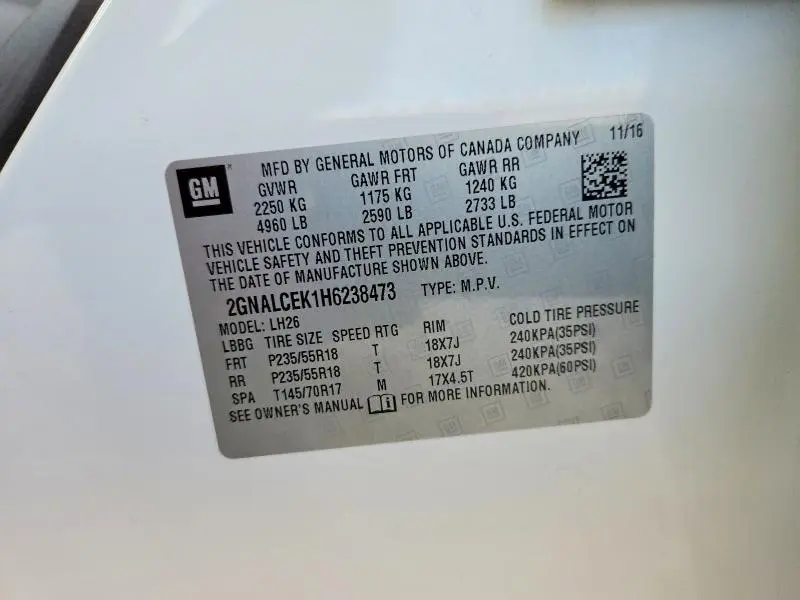 GM
MFD BY GENERAL MOTORS OF CANADA COMPANY 11/16
GVWR GAWR FRT GAWR RR
2250 KG 1175 KG 1240 KG
4960 LB 2590 LB 2733 LB
THIS VEHICLE CONFORMS TO ALL APPLICABLE U.S. FEDERAL MOTOR
VEHICLE SAFETY AND THEFT PREVENTION STANDARDS IN EFFECT ON
THE DATE OF MANUFACTURE SHOWN ABOVE.
2GNALCEK1H6238473 TYPE: M.P.V.
MODEL: LH26
LBBG TIRE SIZE SPEED RTG RIM COLD TIRE PRESSURE
FRT P235/55R18 T 18X7J 240KPA(35PSI)
RR P235/55R18 T 18X7J 240KPA(35PSI)
SPA T145/70R17 M 17X4.5T 420KPA(60PSI)
SEE OWNER'S MANUAL FOR MORE INFORMATION.